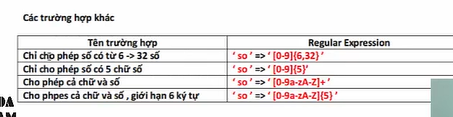 Các trường hợp khác
Tên trường hợp Regular Expression
Chỉ cho phép số có từ 6 -> 32 số ‘ so ’ => ‘ [0-9]{6,32} ’
Chỉ cho phép số có 5 chữ số ‘ so ’ => ‘ [0-9]{5}’
Cho phép cả chữ và số ‘ so ’ => ‘ [0-9a-zA-Z]+ ’
Cho phpes cả chữ và số , giới hạn 6 ký tự ‘ so ’ => ‘ [0-9a-zA-Z]{5} ’